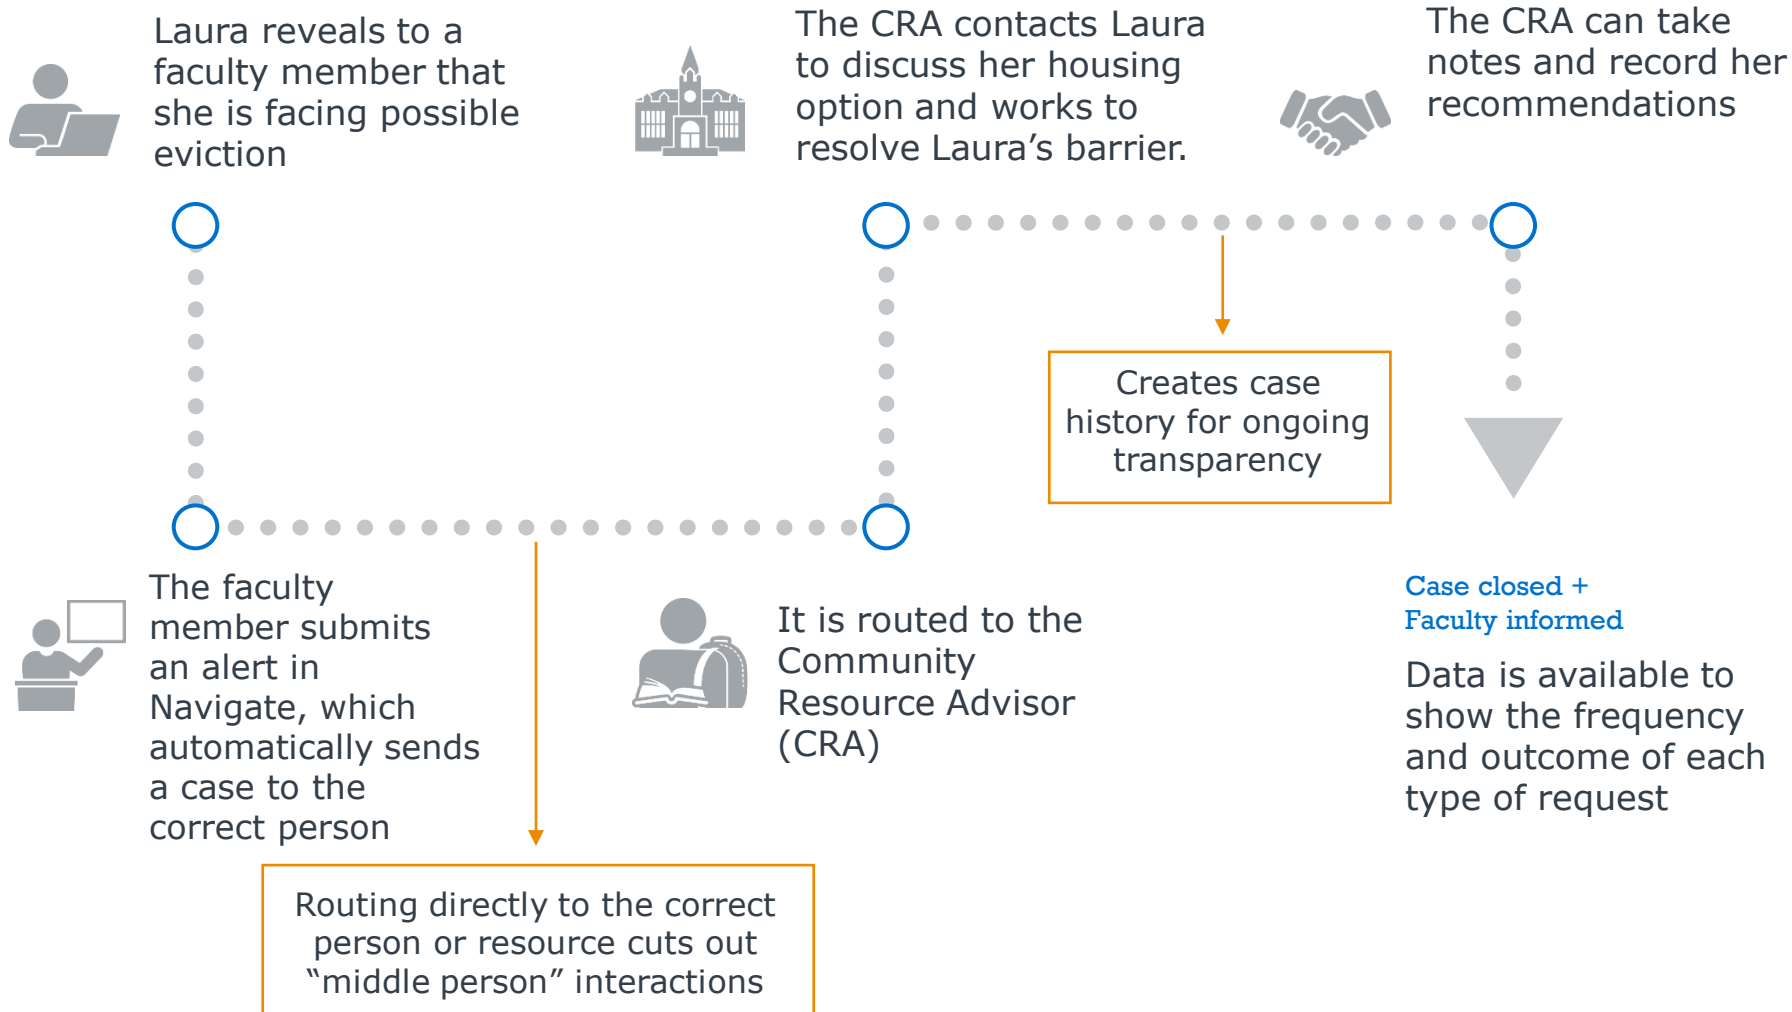 Laura reveals to a
faculty member that
she is facing possible
eviction
The faculty
member submits
an alert in
Navigate, which
automatically sends
a case to the
correct person
Routing directly to the correct
person or resource cuts out
“middle person” interactions
It is routed to the
Community
Resource Advisor
(CRA)
The CRA contacts Laura
to discuss her housing
option and works to
resolve Laura’s barrier.
Creates case
history for ongoing
transparency
The CRA can take
notes and record her
recommendations
Case closed +
Faculty informed
Data is available to
show the frequency
and outcome of each
type of request